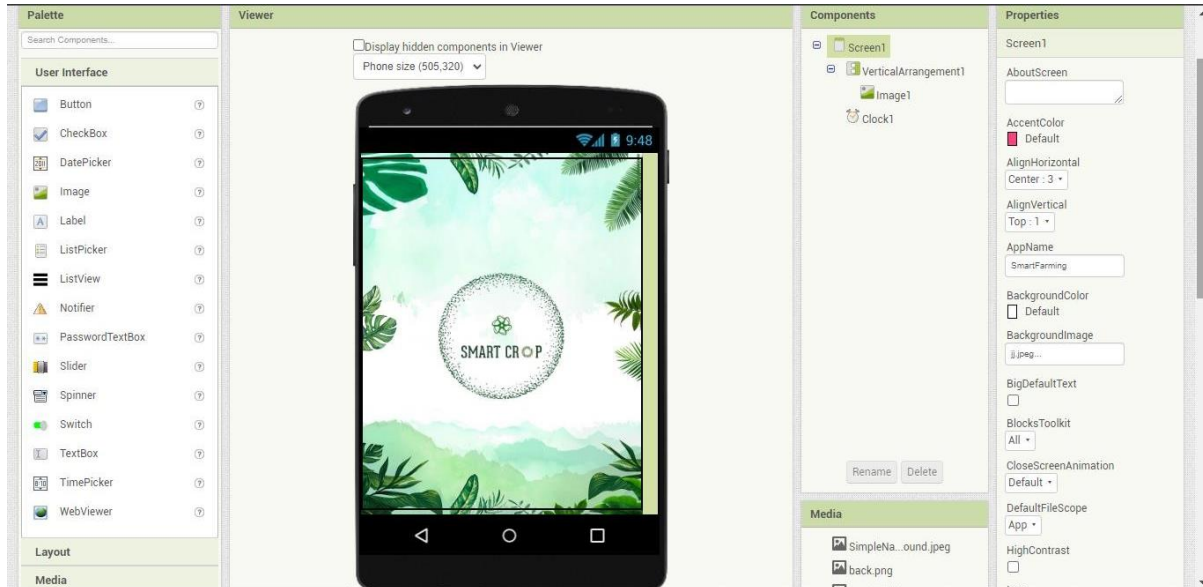 Palette
Search Components...
User Interface
Button
CheckBox
DatePicker
Image
Label
ListPicker
ListView
Notifier
PasswordTextBox
Slider
Spinner
Switch
TextBox
TimePicker
WebViewer
Layout
Media
Viewer
Display hidden components in Viewer
Phone size (505,320)
9:48
SMART CROP
Components
Screen1
VerticalArrangement1
Image1
Clock1
Rename Delete
Media
SimpleNa...ound.jpeg
back.png
Properties
Screen1
AboutScreen
AccentColor
Default
AlignHorizontal
Center : 3
AlignVertical
Top : 1
AppName
SmartFarming
BackgroundColor
Default
BackgroundImage
jj.jpeg...
BigDefaultText
BlocksToolkit
All
CloseScreenAnimation
Default
DefaultFileScope
App
HighContrast